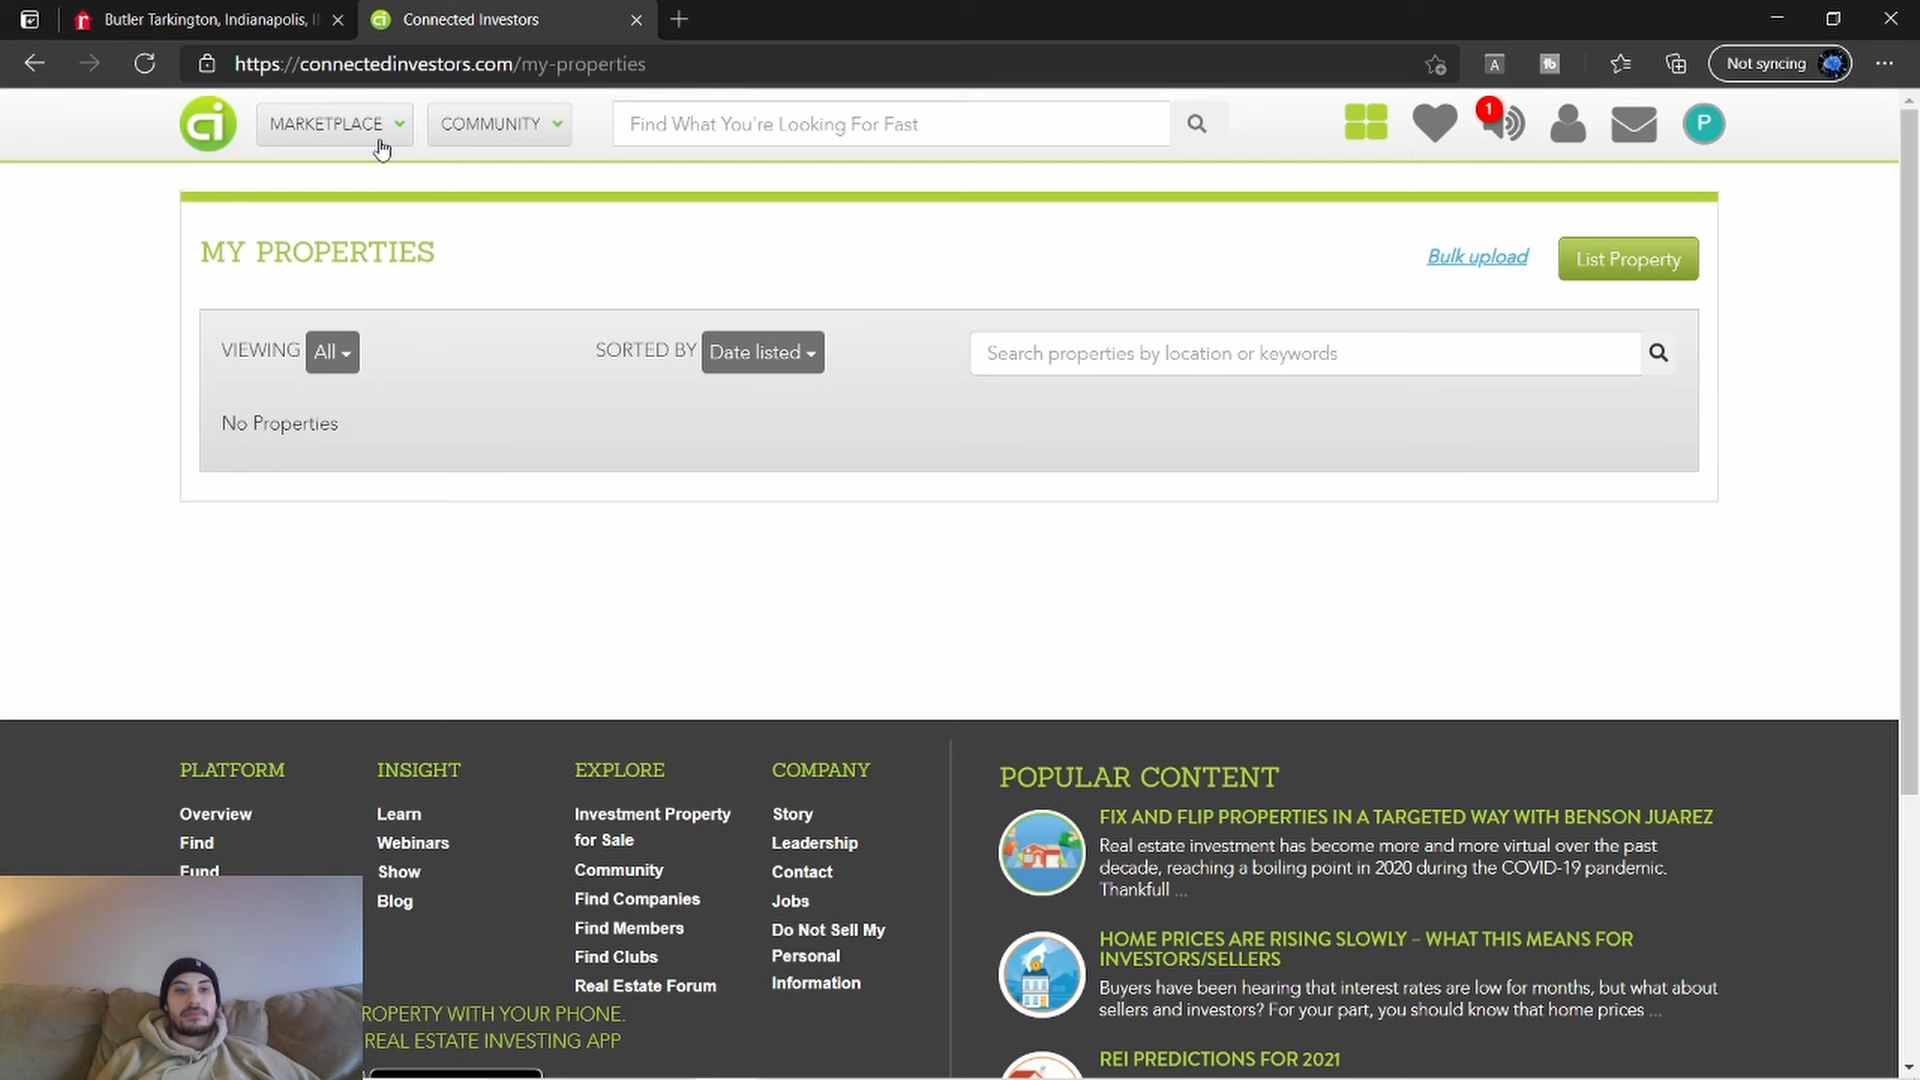 Butler Tarkington, Indianapolis, I
Connected Investors
https://connectedinvestors.com/my-properties
Not syncing
ci
MARKETPLACE
COMMUNITY
Find What You're Looking For Fast
1
P
MY PROPERTIES
Bulk upload
List Property
VIEWING All
SORTED BY Date listed
Search properties by location or keywords
No Properties
PLATFORM
Overview
Find
Fund
INSIGHT
Learn
Webinars
Show
Blog
EXPLORE
Investment Property
for Sale
Community
Find Companies
Find Members
Find Clubs
Real Estate Forum
COMPANY
Story
Leadership
Contact
Jobs
Do Not Sell My
Personal
Information
ROPERTY WITH YOUR PHONE.
REAL ESTATE INVESTING APP
POPULAR CONTENT
FIX AND FLIP PROPERTIES IN A TARGETED WAY WITH BENSON JUAREZ
Real estate investment has become more and more virtual over the past
decade, reaching a boiling point in 2020 during the COVID-19 pandemic.
Thankfull ...
HOME PRICES ARE RISING SLOWLY – WHAT THIS MEANS FOR
INVESTORS/SELLERS
Buyers have been hearing that interest rates are low for months, but what about
sellers and investors? For your part, you should know that home prices ...
REI PREDICTIONS FOR 2021